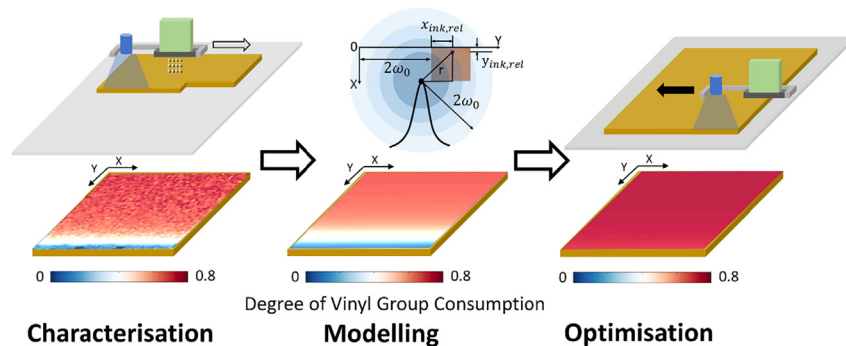 x_ink,rel
0
Y
y_ink,rel
2ω₀
r
X
2ω₀
Y
X
Y
X
Y
X
0
0.8
0
0.8
0
0.8
Degree of Vinyl Group Consumption
Characterisation
Modelling
Optimisation